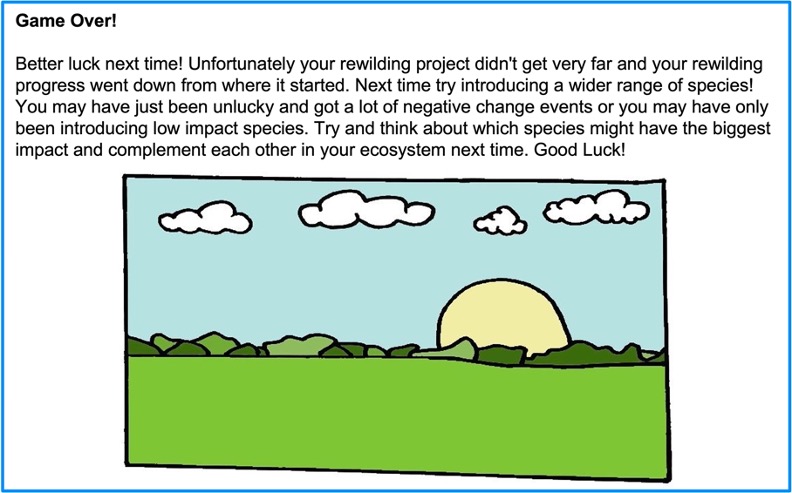 Game Over!
Better luck next time! Unfortunately your rewilding project didn't get very far and your rewilding
progress went down from where it started. Next time try introducing a wider range of species!
You may have just been unlucky and got a lot of negative change events or you may have only
been introducing low impact species. Try and think about which species might have the biggest
impact and complement each other in your ecosystem next time. Good Luck!